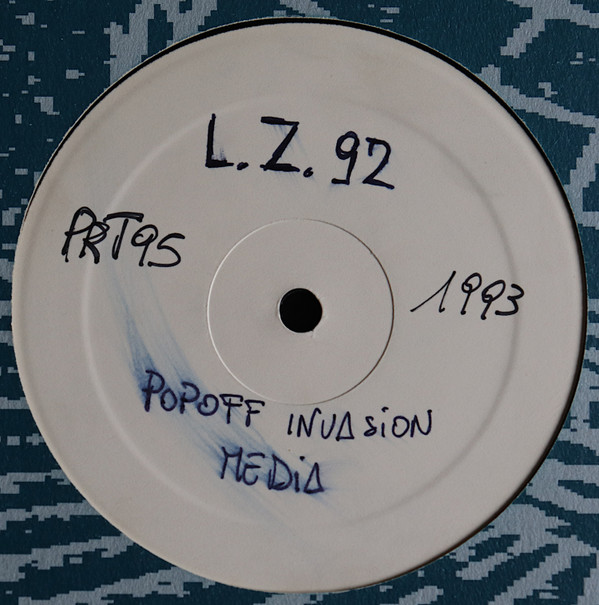 L.Z.92
PRT95
1993
POPOFF INVASION
MEDIA